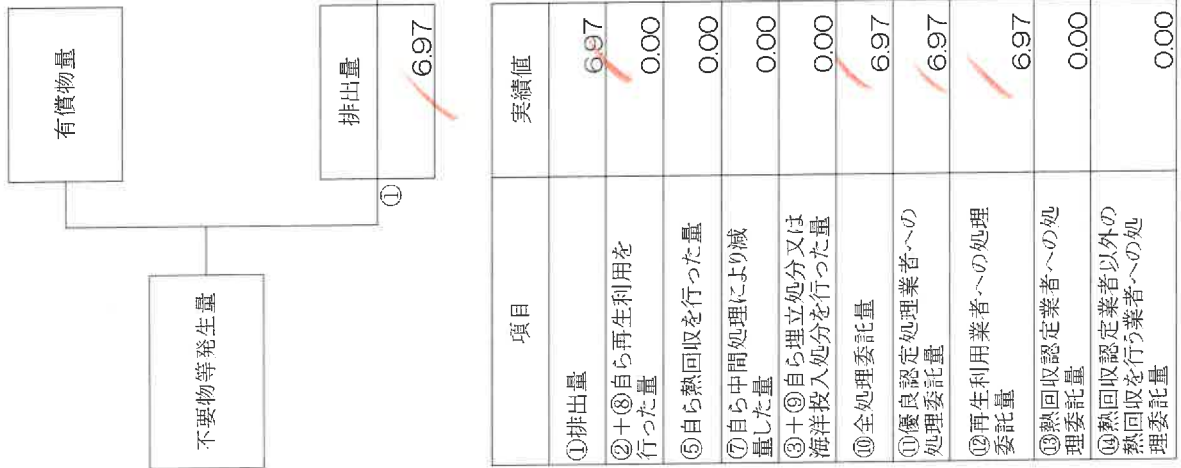 有償物量
不要物等発生量
排出量
①
6.97
項目
実績値
①排出量
6.97
②+⑧自ら再生利用を
行った量
0.00
⑤自ら熱回収を行った量
0.00
⑦自ら中間処理により減
量した量
0.00
③+⑨自ら埋立処分又は
海洋投入処分を行った量
0.00
⑩全処理委託量
6.97
⑪優良認定処理業者への
処理委託量
6.97
⑫再生利用業者への処理
委託量
6.97
⑬熱回収認定業者への処
理委託量
0.00
⑭熱回収認定業者以外の
熱回収を行う業者への処
理委託量
0.00